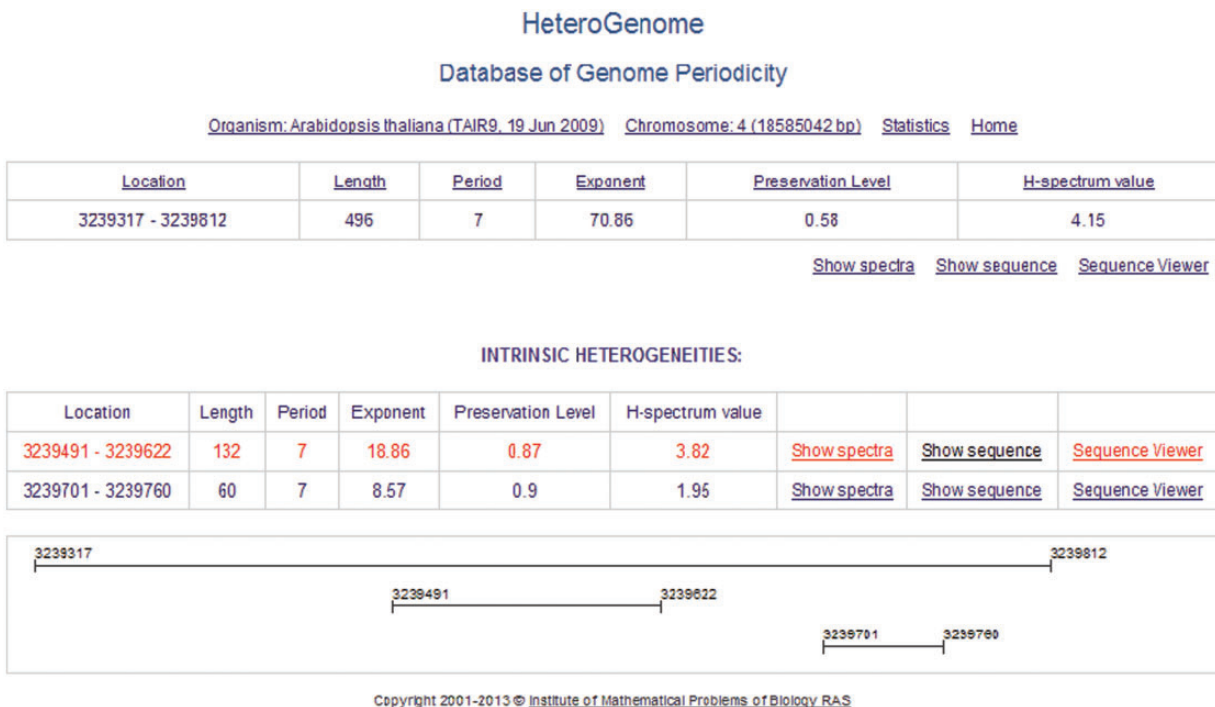 HeteroGenome
Database of Genome Periodicity
Organism: Arabidopsis thaliana (TAIR9, 19 Jun 2009) Chromosome: 4 (18585042 bp) Statistics Home
Location Length Period Exponent Preservation Level H-spectrum value
3239317 - 3239812 496 7 70.86 0.58 4.15
Show spectra Show sequence Sequence Viewer
INTRINSIC HETEROGENEITIES:
Location Length Period Exponent Preservation Level H-spectrum value
3239491 - 3239622 132 7 18.86 0.87 3.82 Show spectra Show sequence Sequence Viewer
3239701 - 3239760 60 7 8.57 0.9 1.95 Show spectra Show sequence Sequence Viewer
3239317 3239812
3239491 3239622
3239701 3239760
Copyright 2001-2013 © Institute of Mathematical Problems of Biology RAS